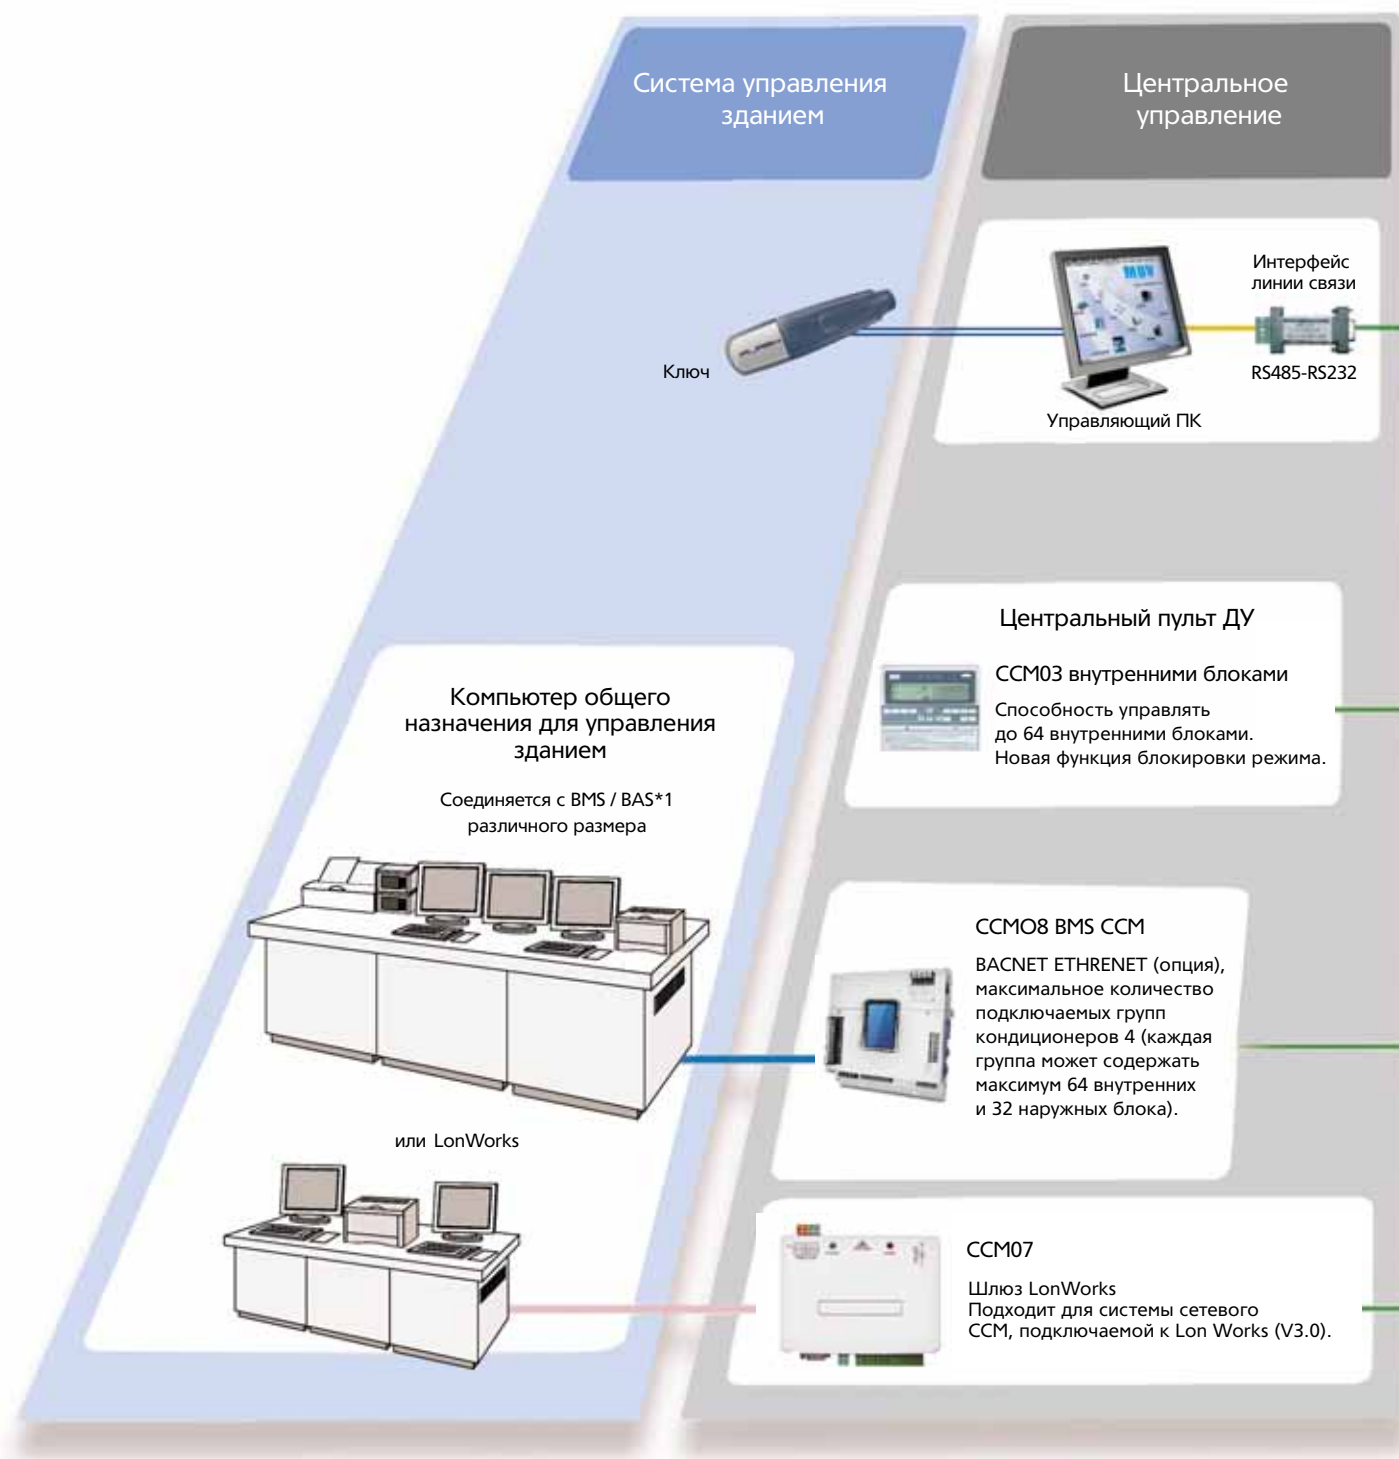 Система управления
зданием
Центральное
управление
MDV
Интерфейс
линии связи
Ключ
RS485-RS232
Управляющий ПК
Центральный пульт ДУ
CCM03 внутренними блоками
Способность управлять
до 64 внутренними блоками.
Новая функция блокировки режима.
Компьютер общего
назначения для управления
зданием
Соединяется с BMS / BAS*1
различного размера
CCMO8 BMS CCM
BACNET ETHRENET (опция),
максимальное количество
подключаемых групп
кондиционеров 4 (каждая
группа может содержать
максимум 64 внутренних
и 32 наружных блока).
или LonWorks
CCM07
Шлюз LonWorks
Подходит для системы сетевого
CCM, подключаемой к Lon Works (V3.0).